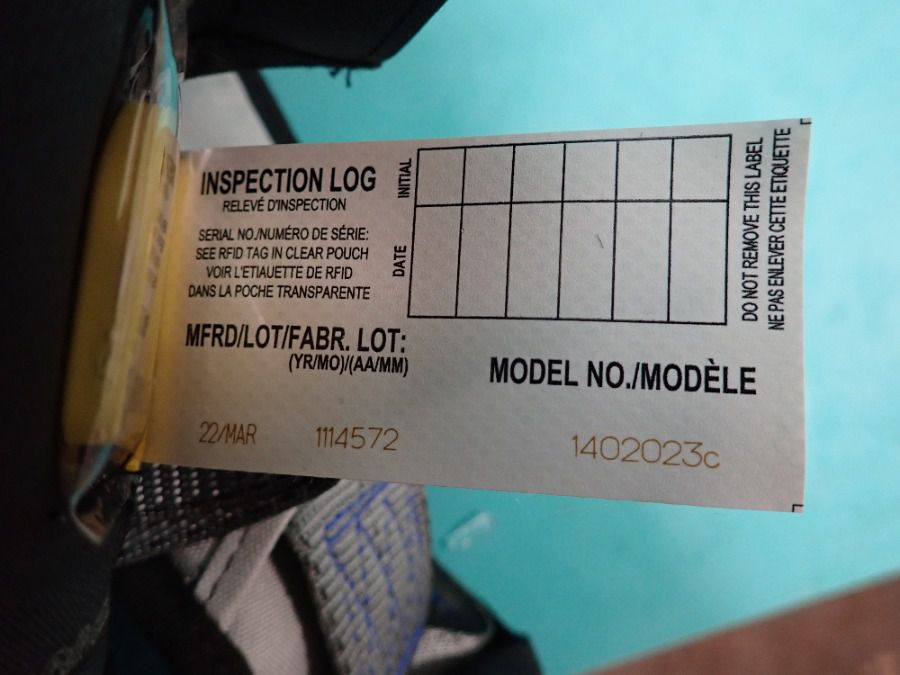 INSPECTION LOG
RELEVÉ D'INSPECTION
SERIAL NO./NUMÉRO DE SÉRIE:
SEE RFID TAG IN CLEAR POUCH
VOIR L'ETIAUETTE DE RFID
DANS LA POCHE TRANSPARENTE
MFRD/LOT/FABR. LOT:
(YR/MO)/(AA/MM)
22/MAR 1114572
INITIAL
DATE
MODEL NO./MODÈLE
1402023c
DO NOT REMOVE THIS LABEL
NE PAS ENLEVER CETTE ETIQUETTE